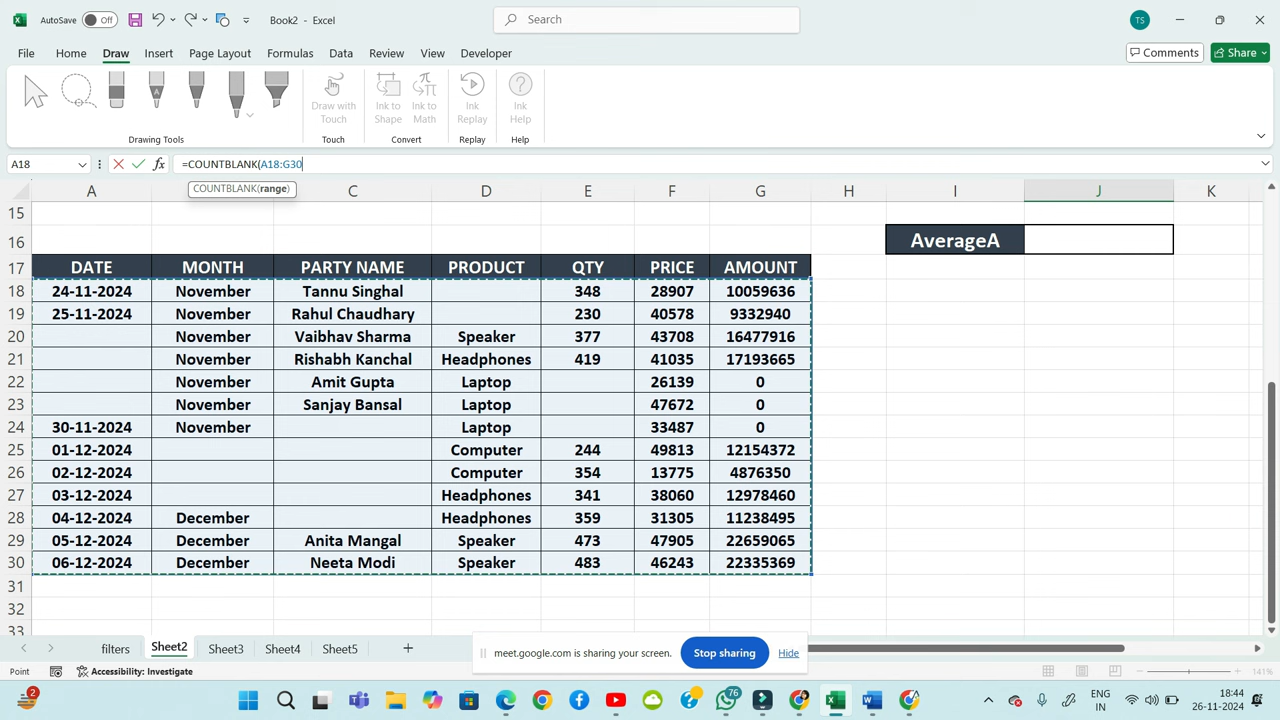 AutoSave Off Book2 - Excel Search TS
File Home Draw Insert Page Layout Formulas Data Review View Developer Comments Share
Draw with Touch Ink to Shape Ink to Math Ink Replay Ink Help
Drawing Tools Touch Convert Replay Help
A18 fx =COUNTBLANK(A18:G30
COUNTBLANK(range)
A B C D E F G H I J K
15
16 AverageA
17 DATE MONTH PARTY NAME PRODUCT QTY PRICE AMOUNT
18 24-11-2024 November Tannu Singhal 348 28907 10059636
19 25-11-2024 November Rahul Chaudhary 230 40578 9332940
20 November Vaibhav Sharma Speaker 377 43708 16477916
21 November Rishabh Kanchal Headphones 419 41035 17193665
22 November Amit Gupta Laptop 26139 0
23 November Sanjay Bansal Laptop 47672 0
24 30-11-2024 November Laptop 33487 0
25 01-12-2024 Computer 244 49813 12154372
26 02-12-2024 Computer 354 13775 4876350
27 03-12-2024 Headphones 341 38060 12978460
28 04-12-2024 December Headphones 359 31305 11238495
29 05-12-2024 December Anita Mangal Speaker 473 47905 22659065
30 06-12-2024 December Neeta Modi Speaker 483 46243 22335369
31
32
33
filters Sheet2 Sheet3 Sheet4 Sheet5 +
meet.google.com is sharing your screen. Stop sharing Hide
Point Accessibility: Investigate 141%
2 76 ENG IN 18:44 26-11-2024